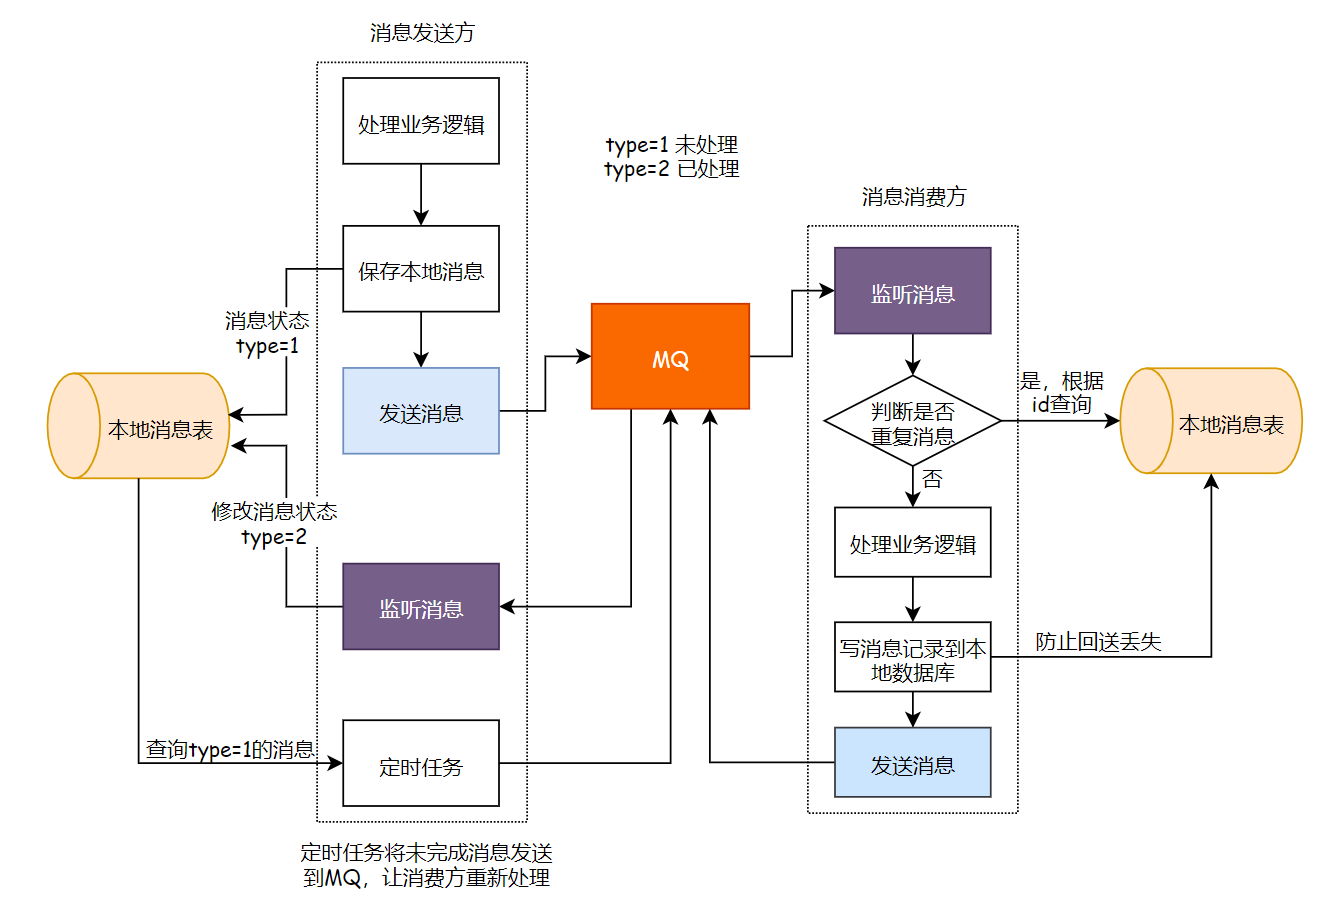 消息发送方
处理业务逻辑
type=1 未处理
type=2 已处理
消息消费方
保存本地消息
监听消息
消息状态
type=1
MQ
发送消息
是，根据
id查询
判断是否
重复消息
本地消息表
本地消息表
否
修改消息状态
type=2
处理业务逻辑
监听消息
防止回送丢失
写消息记录到本
地数据库
查询type=1的消息
定时任务
发送消息
定时任务将未完成消息发送
到MQ，让消费方重新处理